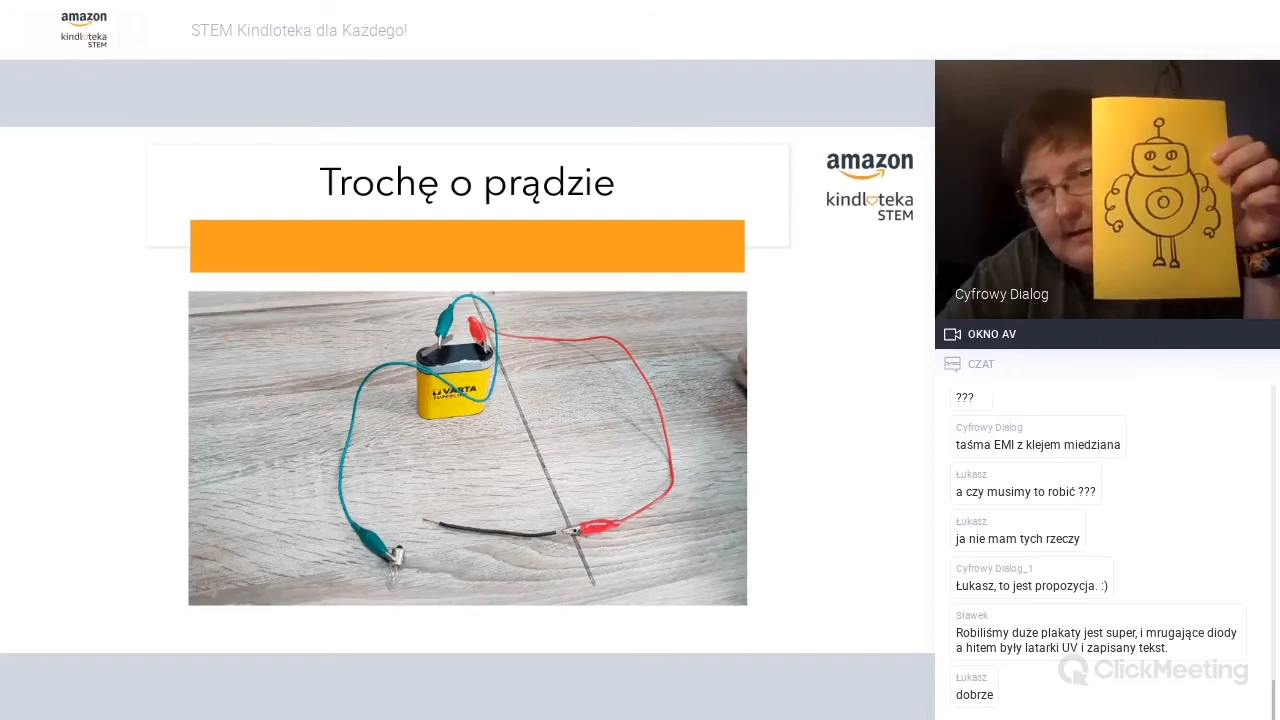 amazon
kindloteka
STEM
STEM Kindloteka dla Każdego!
Trochę o prądzie
amazon
kindloteka
STEM
VARTA
SUPERLIFE
Cyfrowy Dialog
OKNO AV
CZAT
???
Cyfrowy Dialog
taśma EMI z klejem miedziana
Łukasz
a czy musimy to robić ???
Łukasz
ja nie mam tych rzeczy
Cyfrowy Dialog_1
Łukasz, to jest propozycja. :)
Sławek
Robiliśmy duże plakaty jest super, i mrugające diody
a hitem były latarki UV i zapisany tekst.
ClickMeeting
Łukasz
dobrze